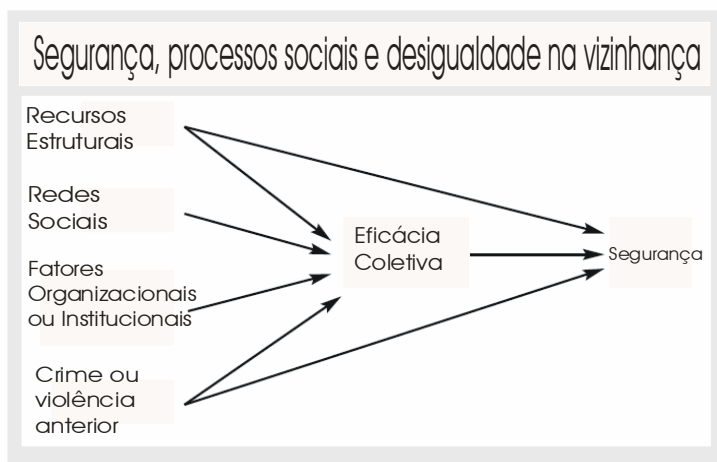 Segurança, processos sociais e desigualdade na vizinhança
Recursos
Estruturais
Redes
Sociais
Fatores
Organizacionais
ou Institucionais
Crime ou
violência
anterior
Eficácia
Coletiva
Segurança